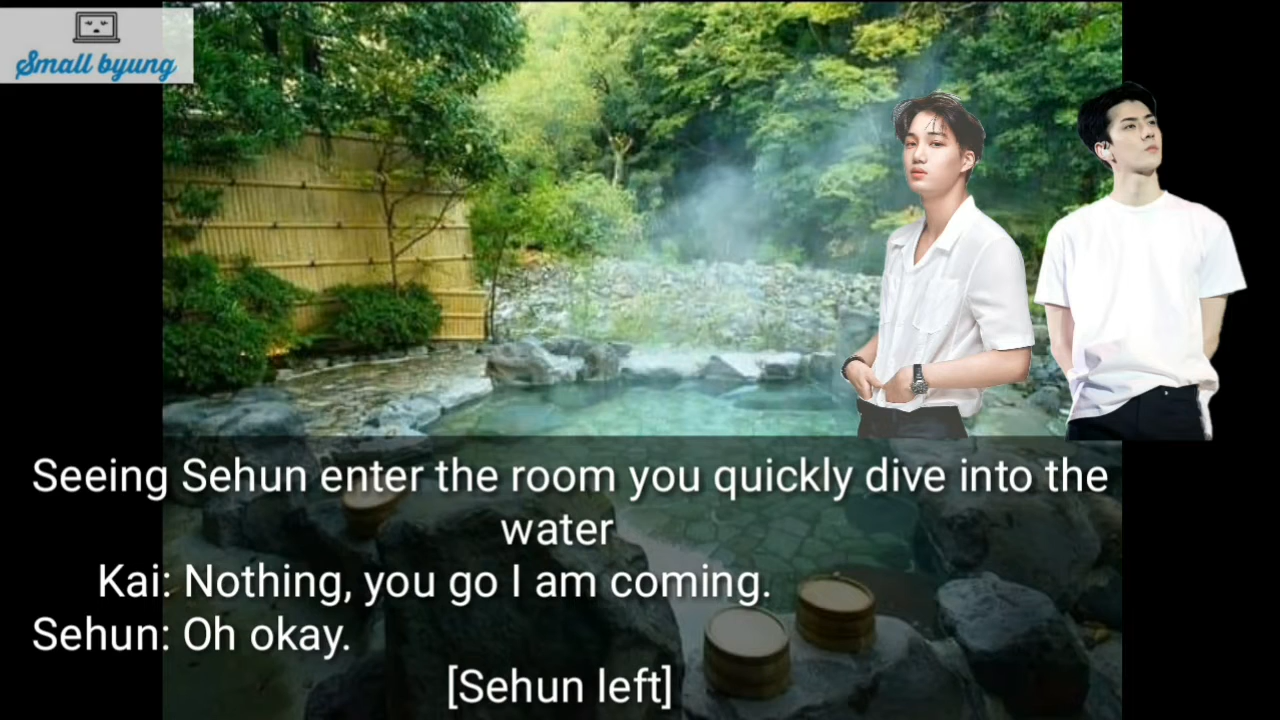 Small byung
Seeing Sehun enter the room you quickly dive into the
water
Kai: Nothing, you go I am coming.
Sehun: Oh okay.
[Sehun left]